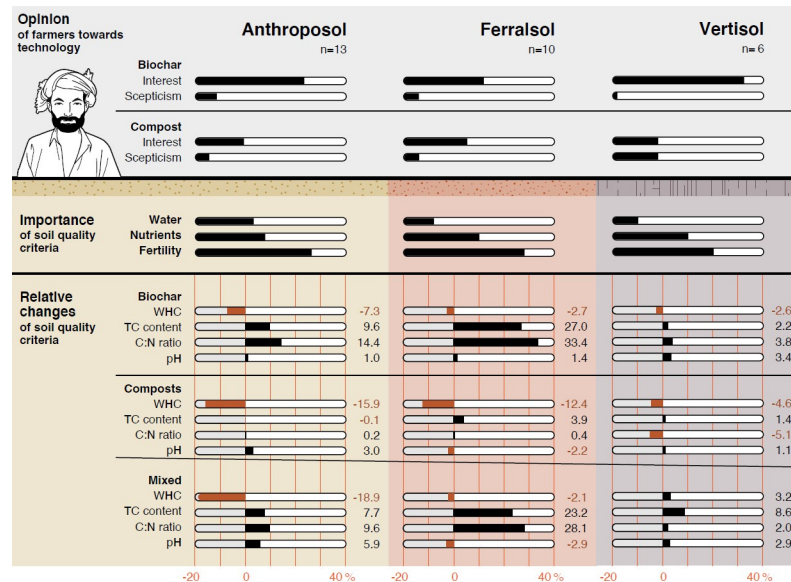 Opinion
of farmers towards
technology
Anthroposol
n=13
Ferralsol
n=10
Vertisol
n= 6
Biochar
Interest
Scepticism
Compost
Interest
Scepticism
Importance
of soil quality
criteria
Water
Nutrients
Fertility
Relative
changes
of soil quality
criteria
Biochar
WHC -7.3 -2.7 -2.6
TC content 9.6 27.0 2.2
C:N ratio 14.4 33.4 3.8
pH 1.0 1.4 3.4
Composts
WHC -15.9 -12.4 -4.6
TC content -0.1 3.9 1.4
C:N ratio 0.2 0.4 -5.1
pH 3.0 -2.2 1.1
Mixed
WHC -18.9 -2.1 3.2
TC content 7.7 23.2 8.6
C:N ratio 9.6 28.1 2.0
pH 5.9 -2.9 2.9
-20 0 40 % -20 0 40 % -20 0 40 %